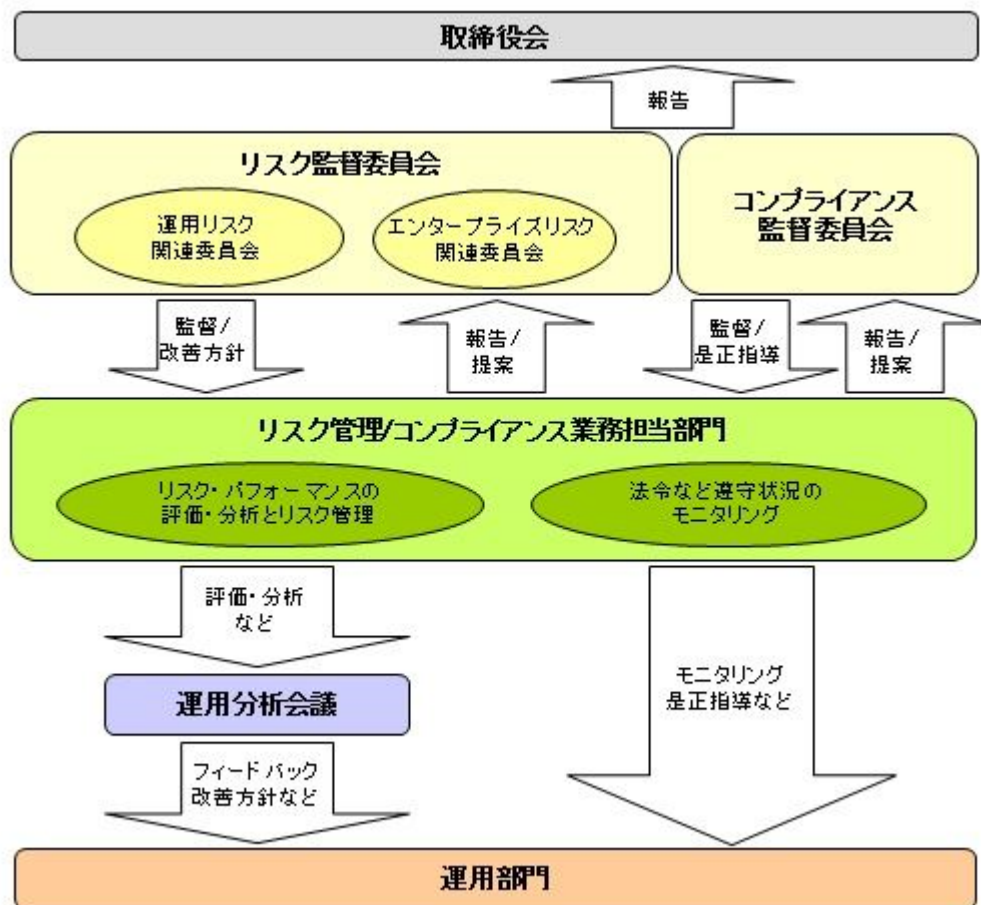 取締役会
報告
リスク監督委員会
運用リスク
関連委員会
エンタープライズリスク
関連委員会
コンプライアンス
監督委員会
監督/
改善方針
報告/
提案
監督/
是正指導
報告/
提案
リスク管理/コンプライアンス業務担当部門
リスク・パフォーマンスの
評価・分析とリスク管理
法令など遵守状況の
モニタリング
評価・分析
など
運用分析会議
モニタリング
是正指導など
フィードバック
改善方針など
運用部門